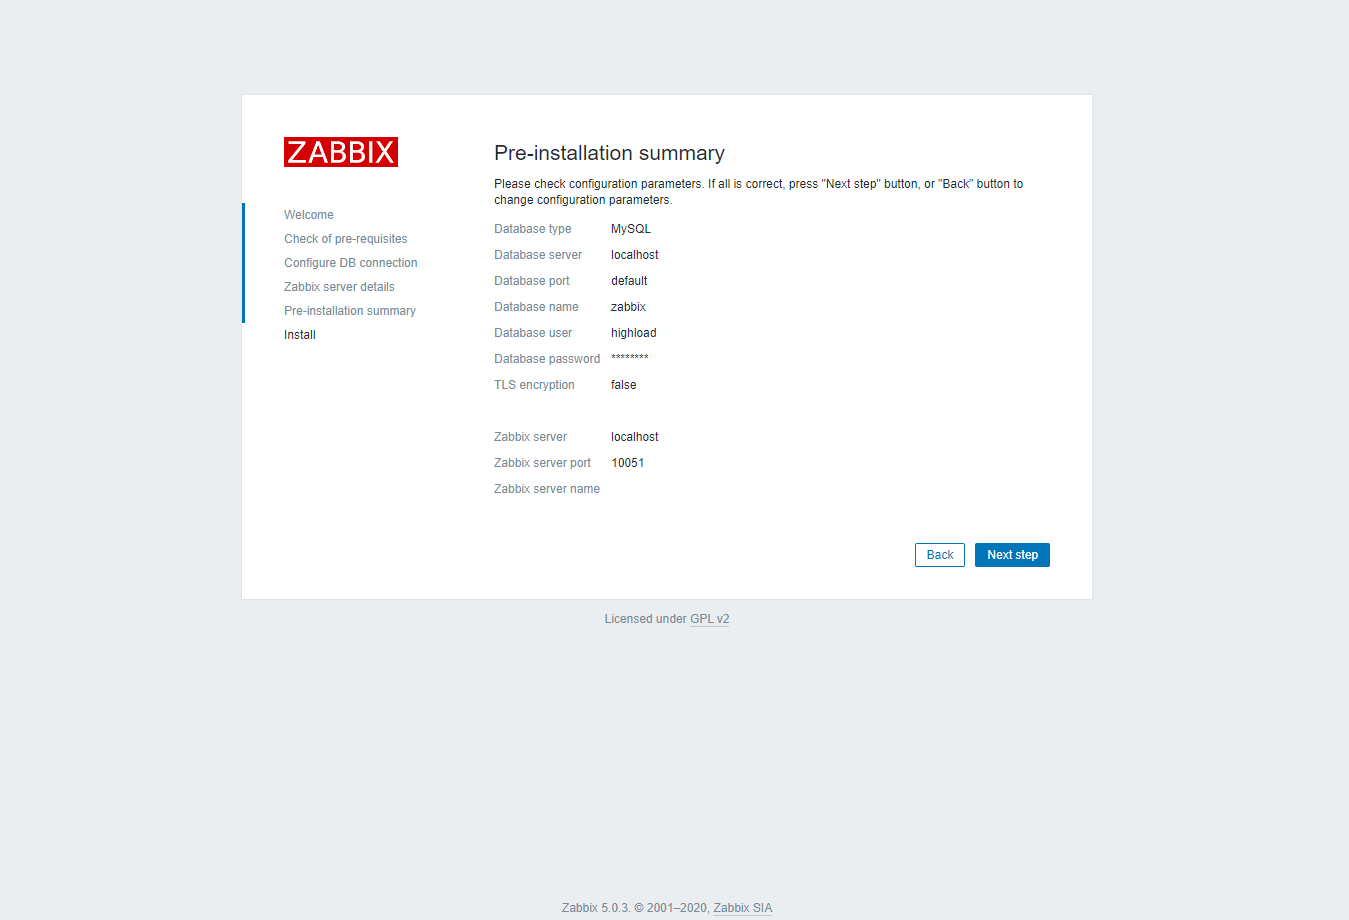 ZABBIX
Welcome
Check of pre-requisites
Configure DB connection
Zabbix server details
Pre-installation summary
Install
Pre-installation summary
Please check configuration parameters. If all is correct, press "Next step" button, or "Back" button to
change configuration parameters.
Database type MySQL
Database server localhost
Database port default
Database name zabbix
Database user highload
Database password ********
TLS encryption false
Zabbix server localhost
Zabbix server port 10051
Zabbix server name
Back Next step
Licensed under GPL v2
Zabbix 5.0.3. © 2001–2020, Zabbix SIA